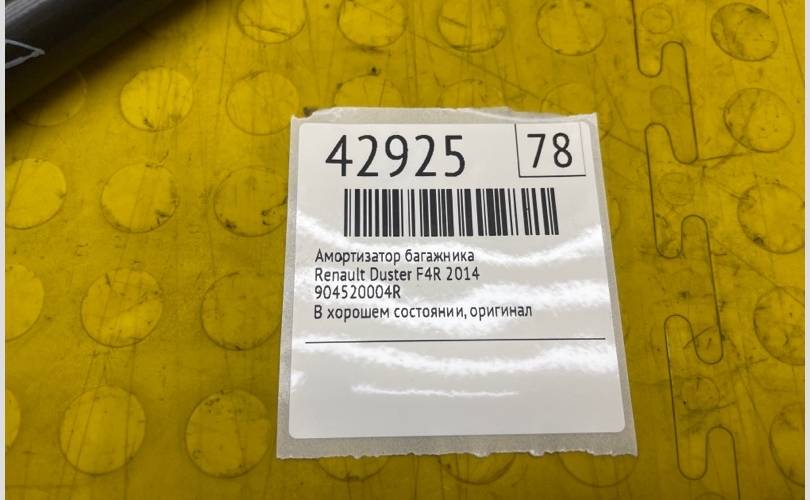 42925 78
Амортизатор багажника
Renault Duster F4R 2014
904520004R
В хорошем состоянии, оригинал